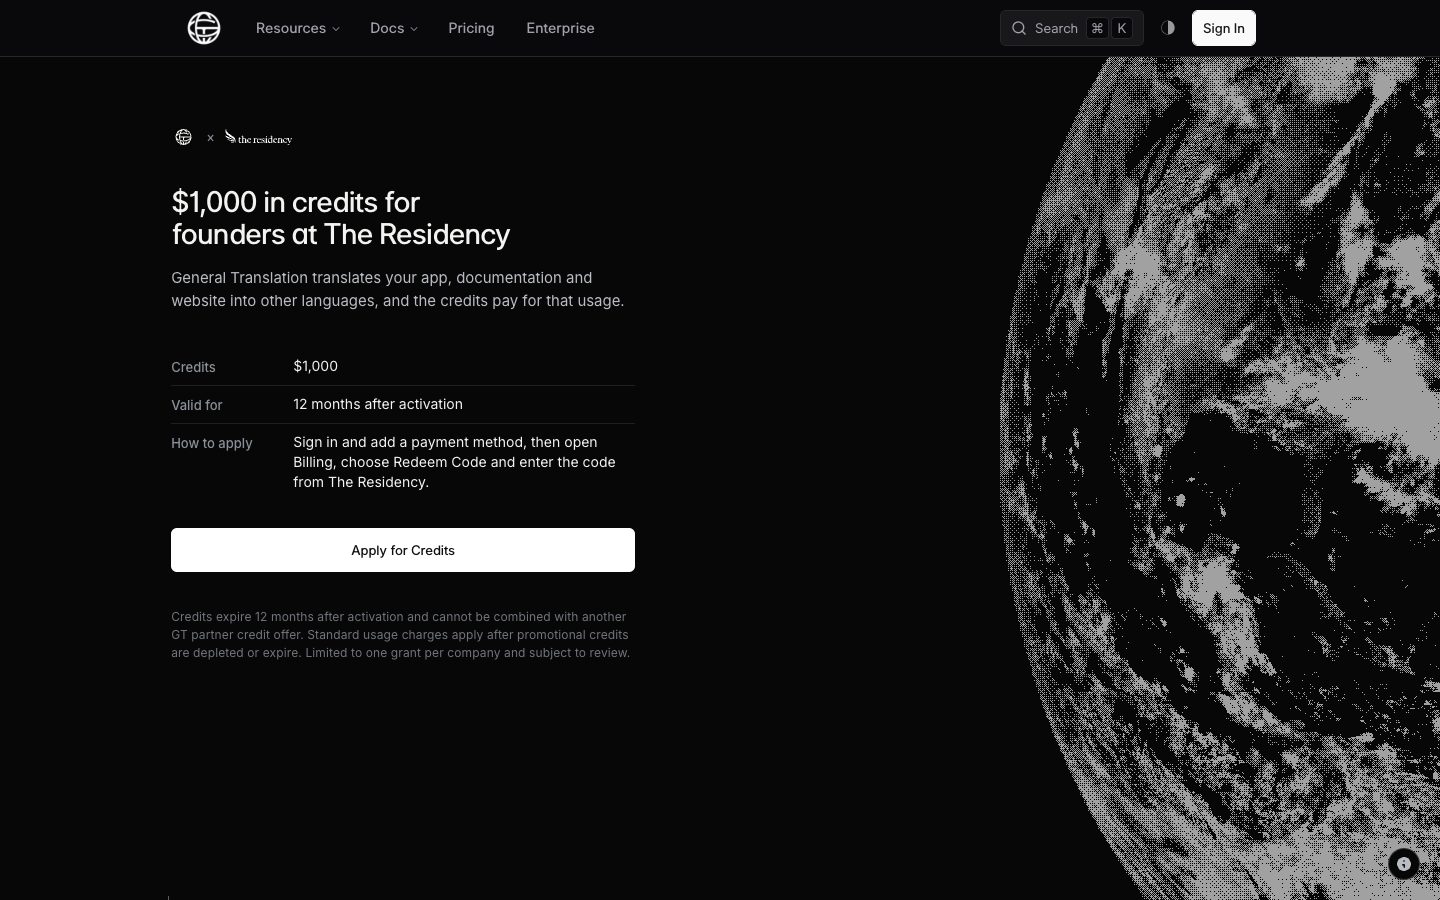 Resources
Docs
Pricing
Enterprise
Search ⌘ K
Sign In
× the residency
$1,000 in credits for
founders at The Residency
General Translation translates your app, documentation and
website into other languages, and the credits pay for that usage.
Credits
$1,000
Valid for
12 months after activation
How to apply
Sign in and add a payment method, then open
Billing, choose Redeem Code and enter the code
from The Residency.
Apply for Credits
Credits expire 12 months after activation and cannot be combined with another
GT partner credit offer. Standard usage charges apply after promotional credits
are depleted or expire. Limited to one grant per company and subject to review.